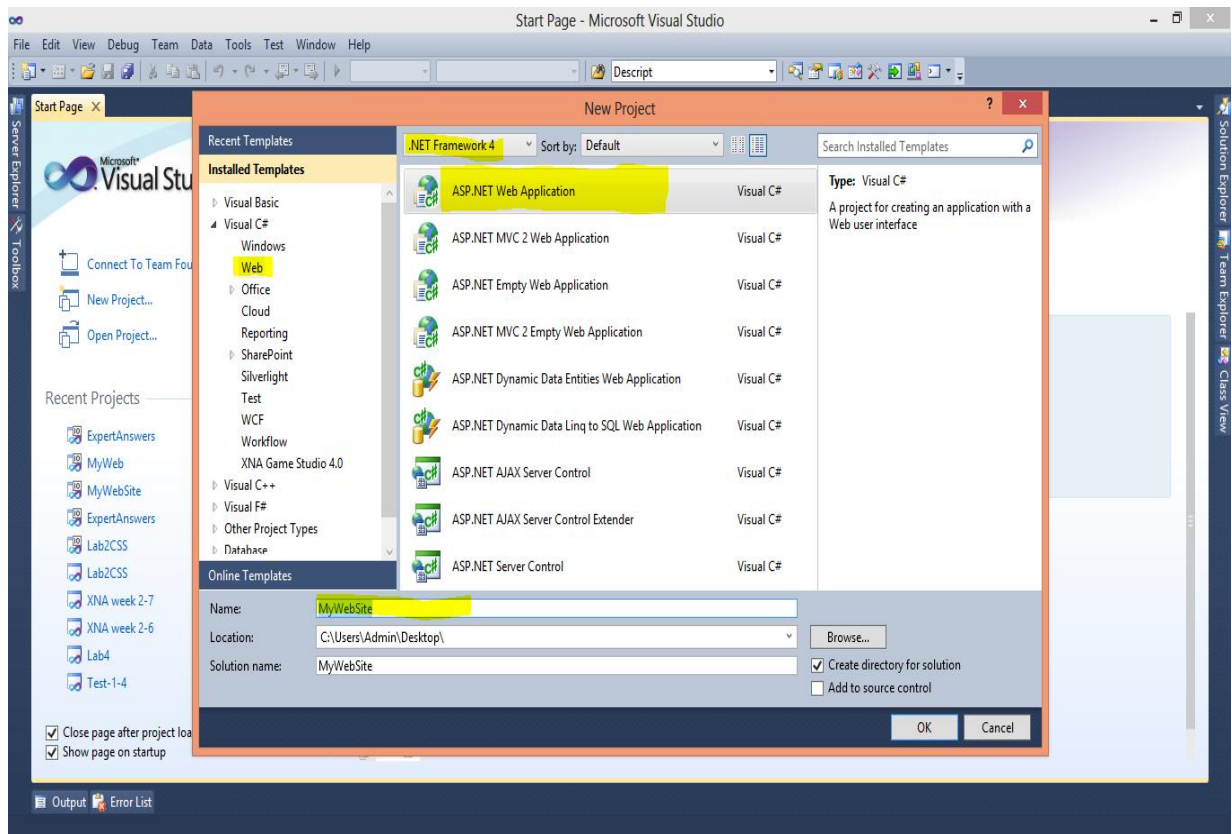 Start Page - Microsoft Visual Studio
File Edit View Debug Team Data Tools Test Window Help
Descript
Start Page X
Server Explorer
Toolbox
Microsoft
Visual Stu
Connect To Team Fou
New Project...
Open Project...
Recent Projects
ExpertAnswers
MyWeb
MyWebSite
ExpertAnswers
Lab2CSS
Lab2CSS
XNA week 2-7
XNA week 2-6
Lab4
Test-1-4
Close page after project loa
Show page on startup
New Project
Recent Templates
Installed Templates
Visual Basic
Visual C#
Windows
Web
Office
Cloud
Reporting
SharePoint
Silverlight
Test
WCF
Workflow
XNA Game Studio 4.0
Visual C++
Visual F#
Other Project Types
Database
Online Templates
.NET Framework 4 Sort by: Default
ASP.NET Web Application Visual C#
ASP.NET MVC 2 Web Application Visual C#
ASP.NET Empty Web Application Visual C#
ASP.NET MVC 2 Empty Web Application Visual C#
ASP.NET Dynamic Data Entities Web Application Visual C#
ASP.NET Dynamic Data Linq to SQL Web Application Visual C#
ASP.NET AJAX Server Control Visual C#
ASP.NET AJAX Server Control Extender Visual C#
ASP.NET Server Control Visual C#
Search Installed Templates
Type: Visual C#
A project for creating an application with a
Web user interface
Name: MyWebSite
Location: C:\Users\Admin\Desktop\
Browse...
Solution name: MyWebSite
Create directory for solution
Add to source control
OK Cancel
Solution Explorer
Team Explorer
Class View
Output Error List